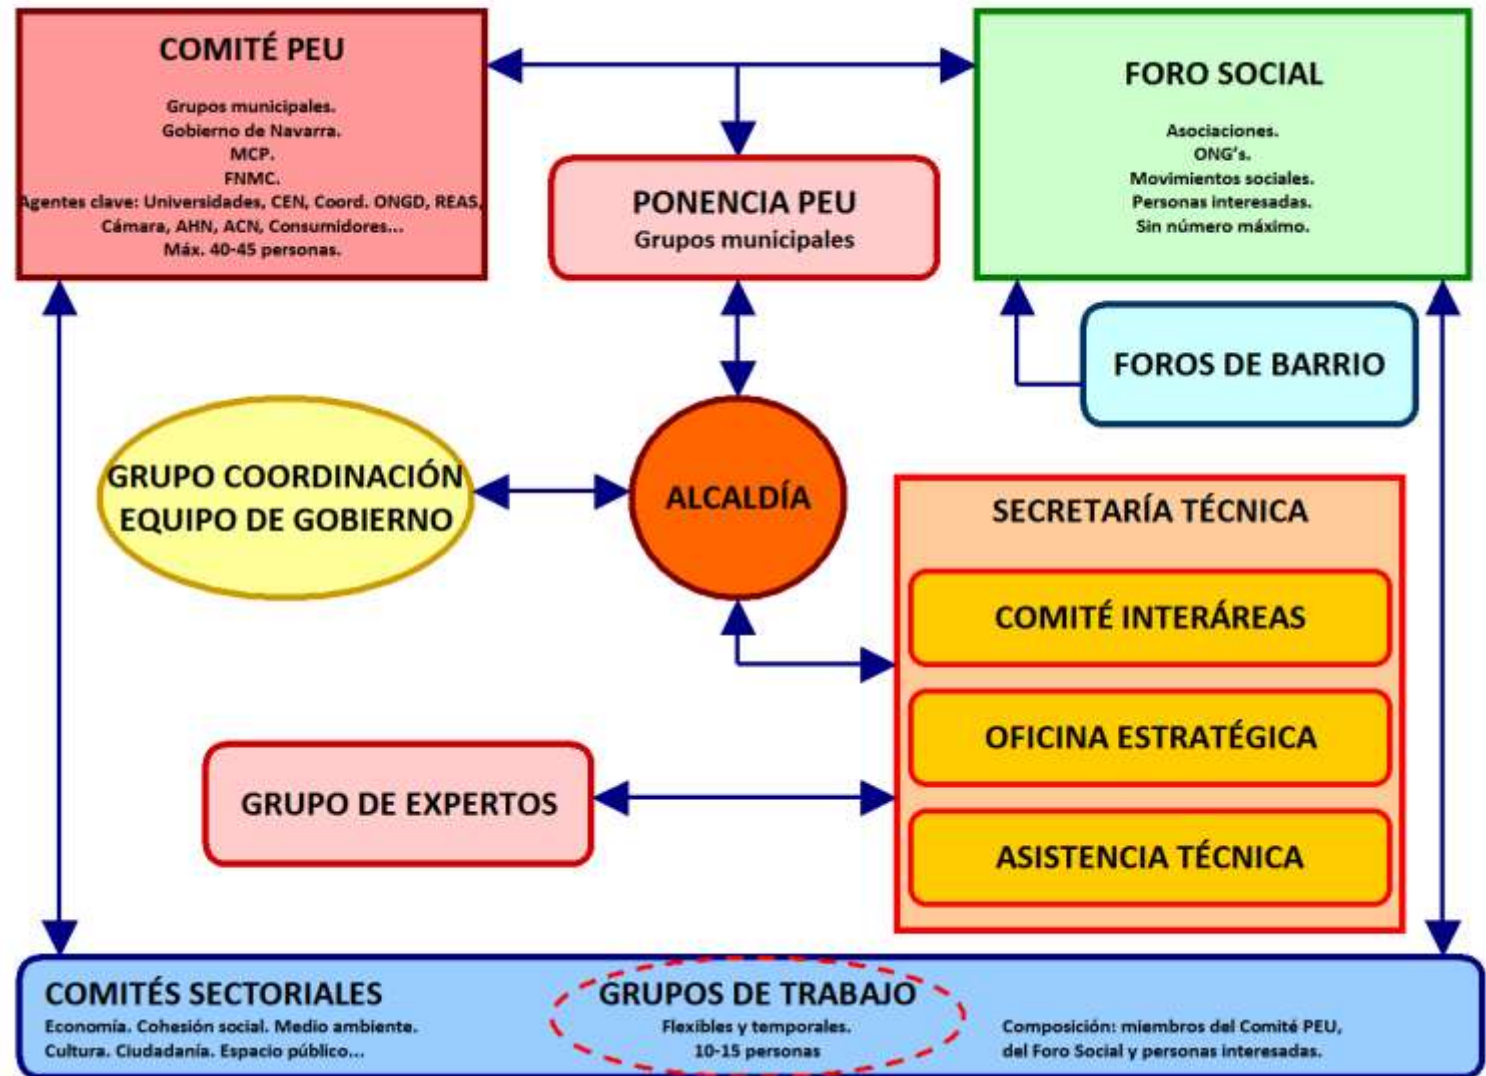 COMITÉ PEU
Grupos municipales.
Gobierno de Navarra.
MCP.
FNMC.
Agentes clave: Universidades, CEN, Coord. ONGD, REAS,
Cámara, AHN, ACN, Consumidores...
Máx. 40-45 personas.
PONENCIA PEU
Grupos municipales
FORO SOCIAL
Asociaciones.
ONG's.
Movimientos sociales.
Personas interesadas.
Sin número máximo.
FOROS DE BARRIO
GRUPO COORDINACIÓN
EQUIPO DE GOBIERNO
ALCALDÍA
SECRETARÍA TÉCNICA
COMITÉ INTERÁREAS
OFICINA ESTRATÉGICA
ASISTENCIA TÉCNICA
GRUPO DE EXPERTOS
COMITÉS SECTORIALES
Economía. Cohesión social. Medio ambiente.
Cultura. Ciudadanía. Espacio público...
GRUPOS DE TRABAJO
Flexibles y temporales.
10-15 personas
Composición: miembros del Comité PEU,
del Foro Social y personas interesadas.